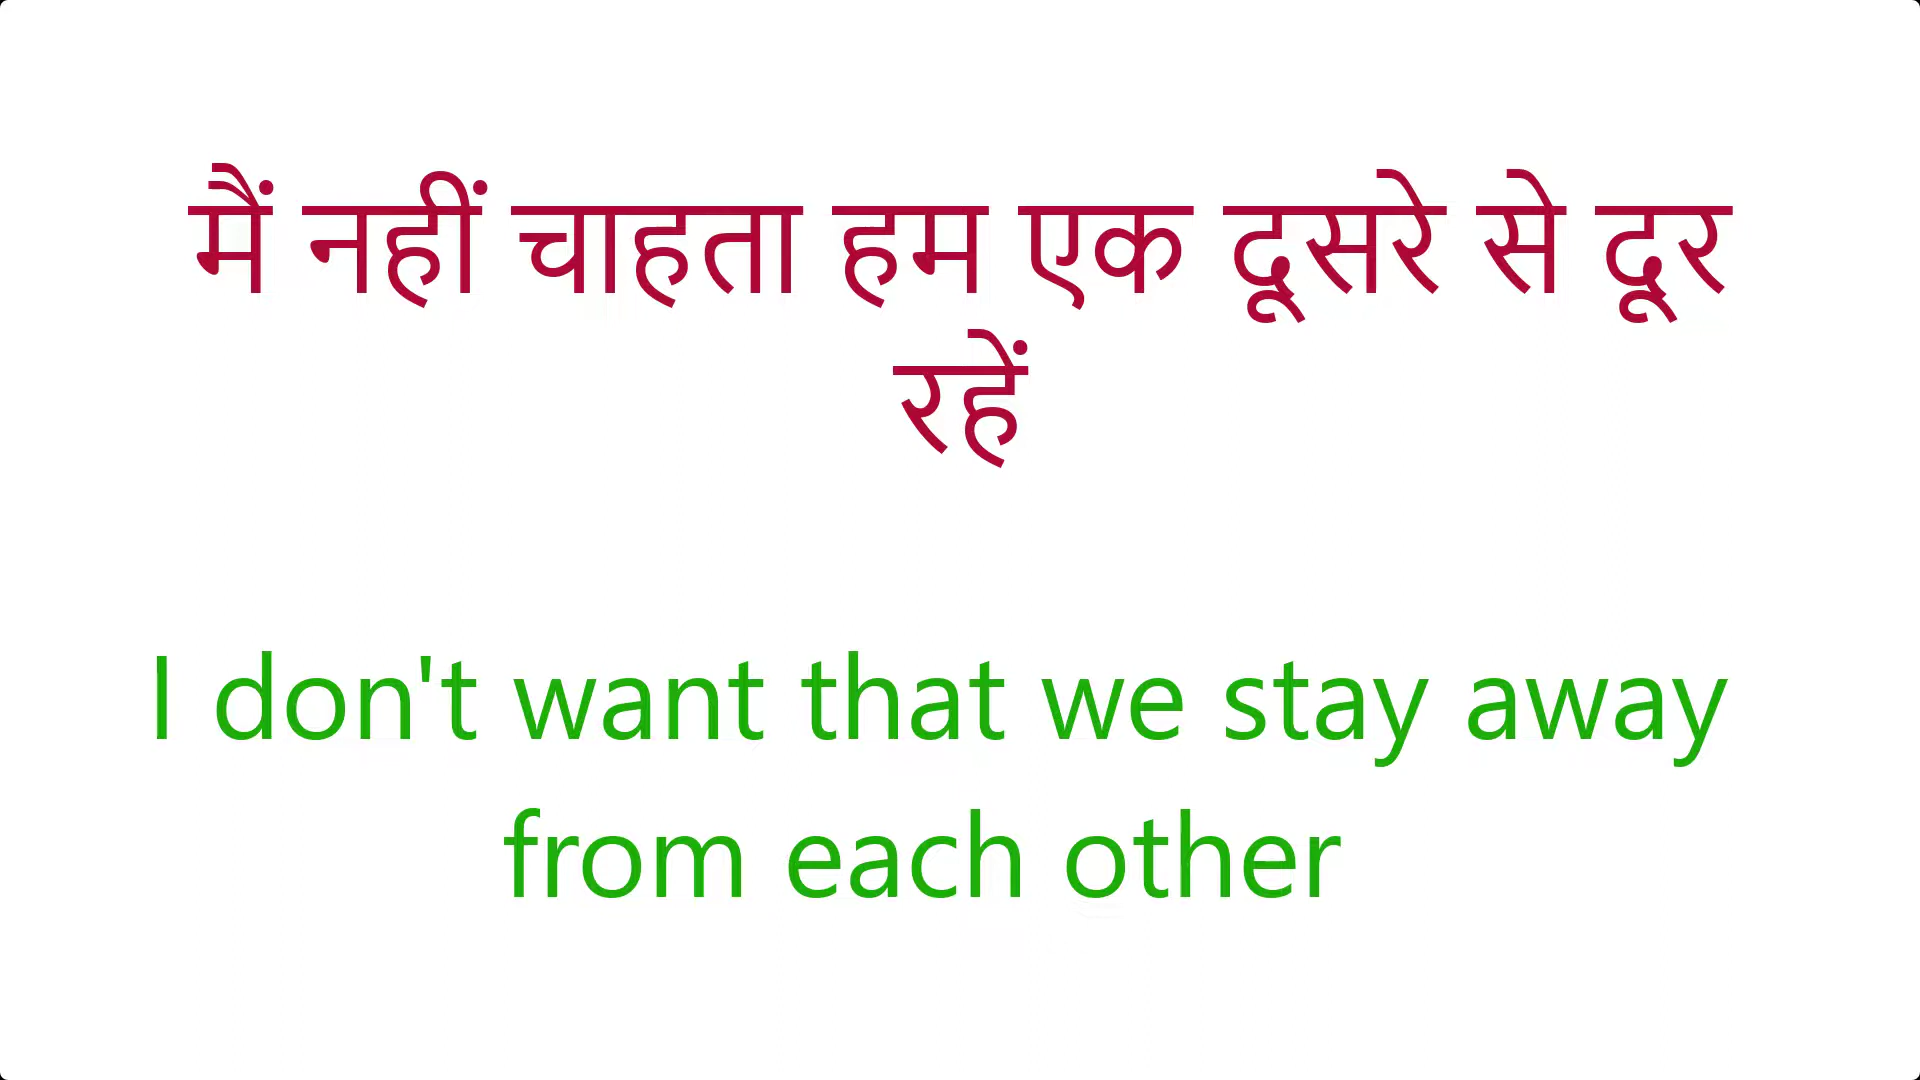 मैं नहीं चाहता हम एक दूसरे से दूर
रहें
I don't want that we stay away
from each other